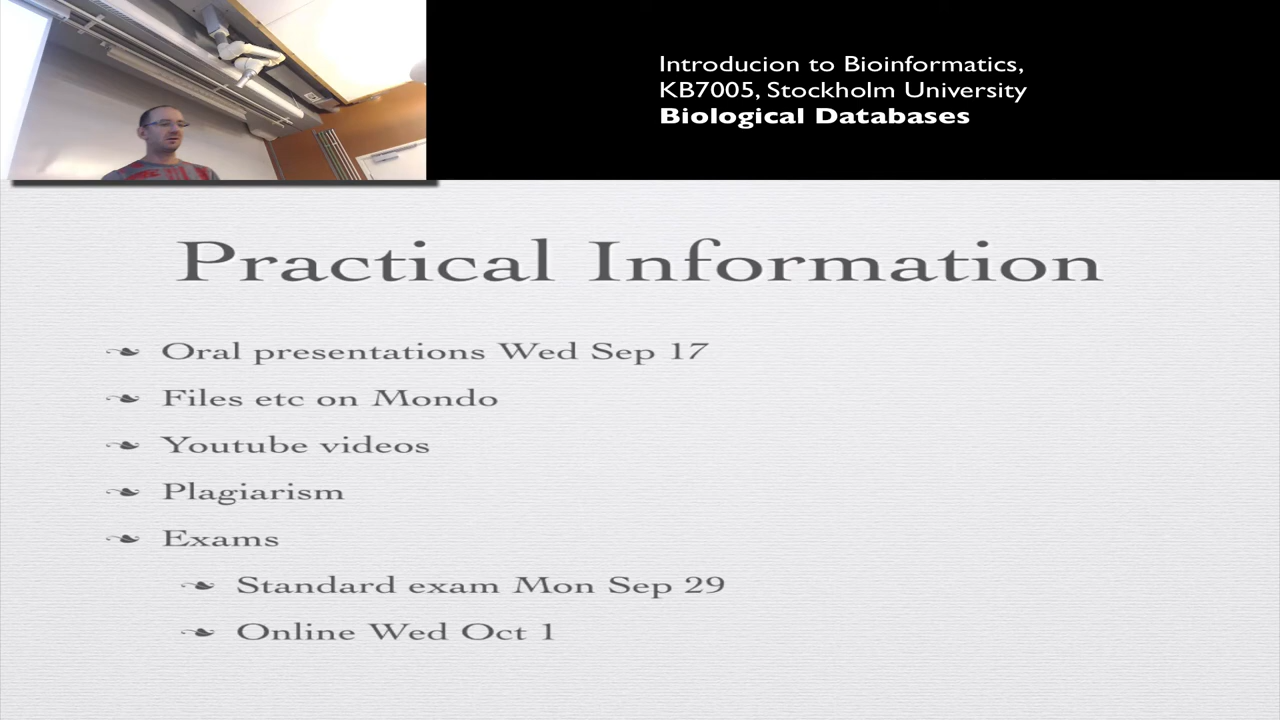 Introducion to Bioinformatics,
KB7005, Stockholm University
Biological Databases
Practical Information
Oral presentations Wed Sep 17
Files etc on Mondo
Youtube videos
Plagiarism
Exams
Standard exam Mon Sep 29
Online Wed Oct 1